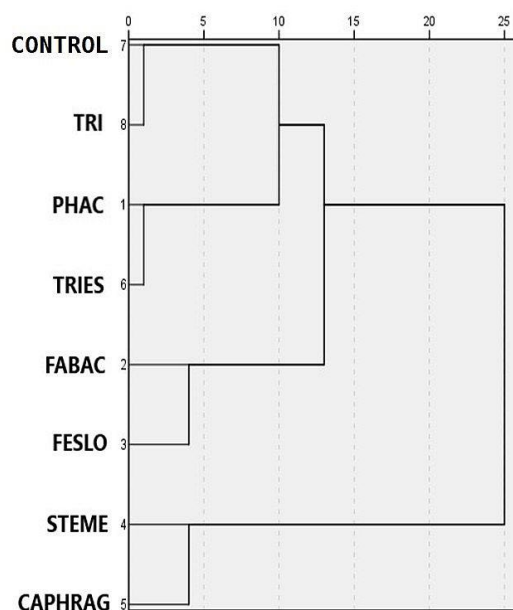 0 5 10 15 20 25
CONTROL 7
TRI 8
PHAC 1
TRIES 6
FABAC 2
FESLO 3
STEME 4
CAPHRAG 5